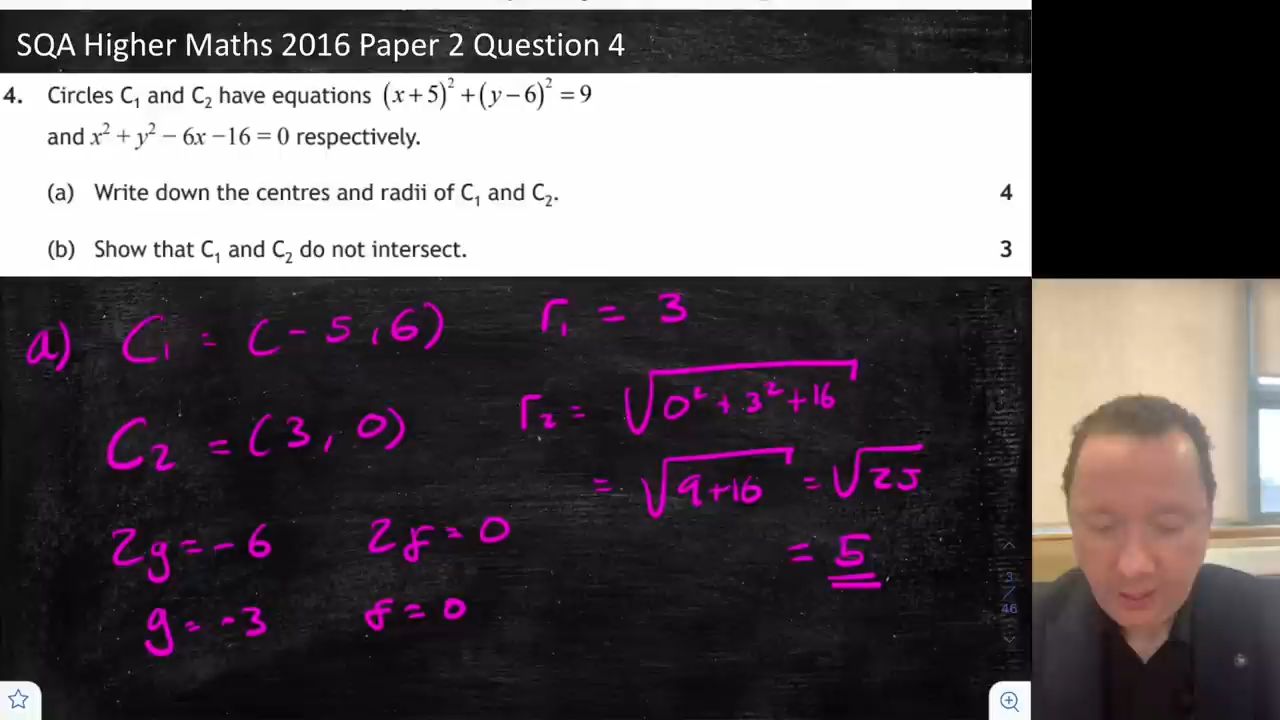 SQA Higher Maths 2016 Paper 2 Question 4
4. Circles C₁ and C₂ have equations (x+5)² + (y−6)² = 9
and x² + y² − 6x − 16 = 0 respectively.
(a) Write down the centres and radii of C₁ and C₂. 4
(b) Show that C₁ and C₂ do not intersect. 3
a) C₁ = (-5, 6) r₁ = 3
C₂ = (3, 0) r₂ = √(0² + 3² + 16)
= √(9+16) = √25
2g = -6 2f = 0 = 5
g = -3 f = 0
3
/
46